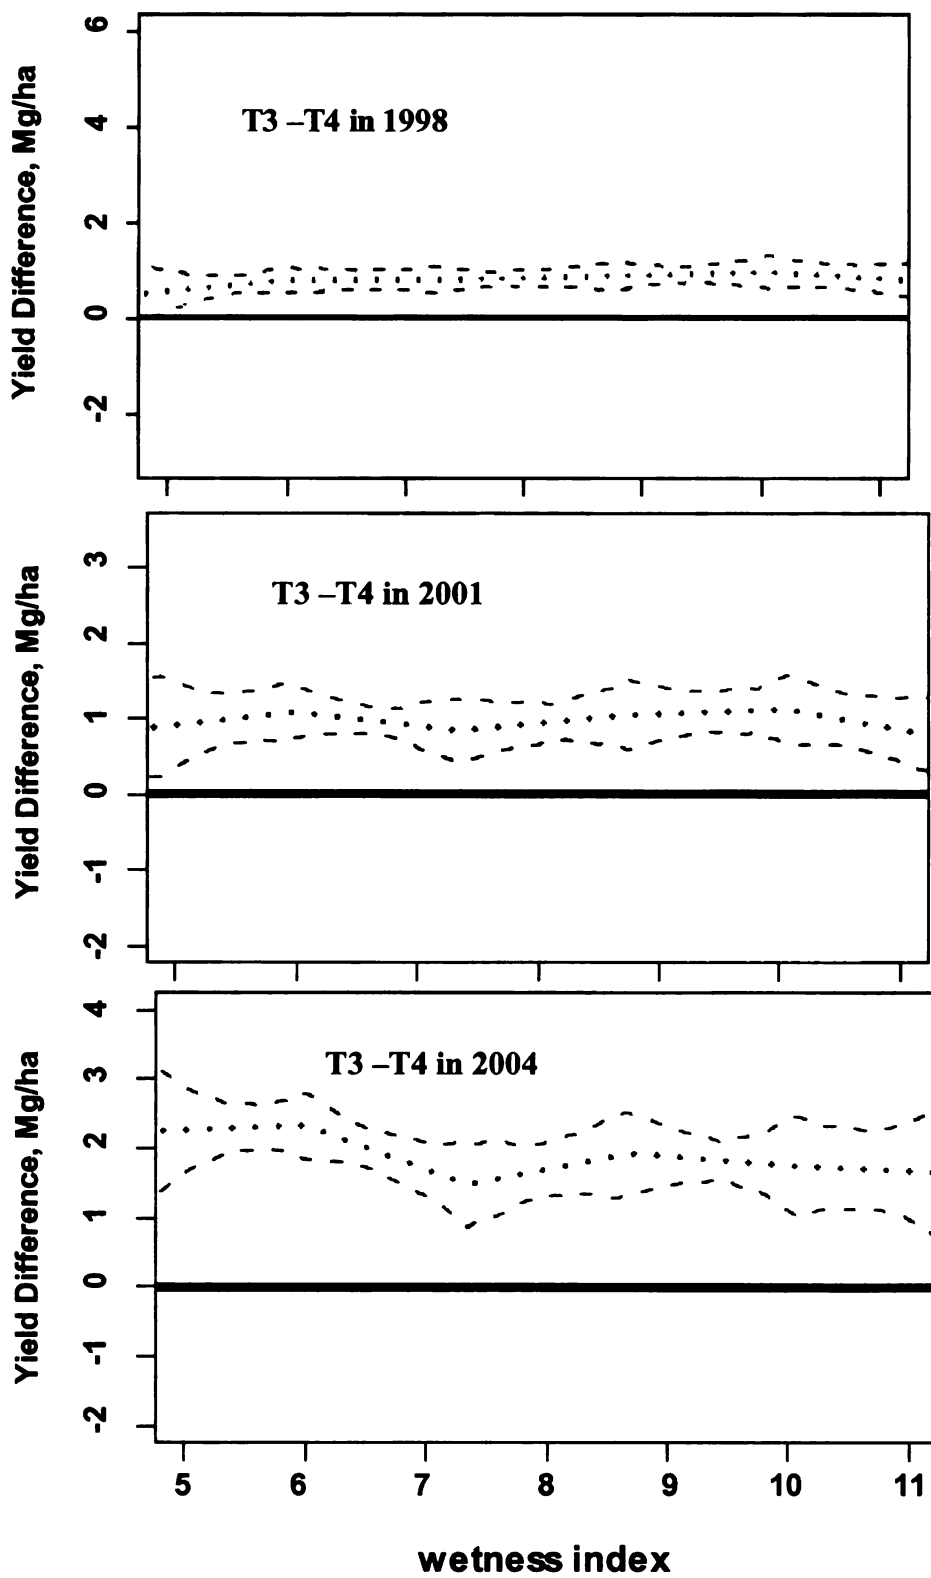 Yield Difference, Mg/ha
6
4
2
0
-2
T3 –T4 in 1998
Yield Difference, Mg/ha
3
2
1
0
-1
-2
T3 –T4 in 2001
Yield Difference, Mg/ha
4
3
2
1
0
-1
-2
T3 –T4 in 2004
5 6 7 8 9 10 11
wetness index